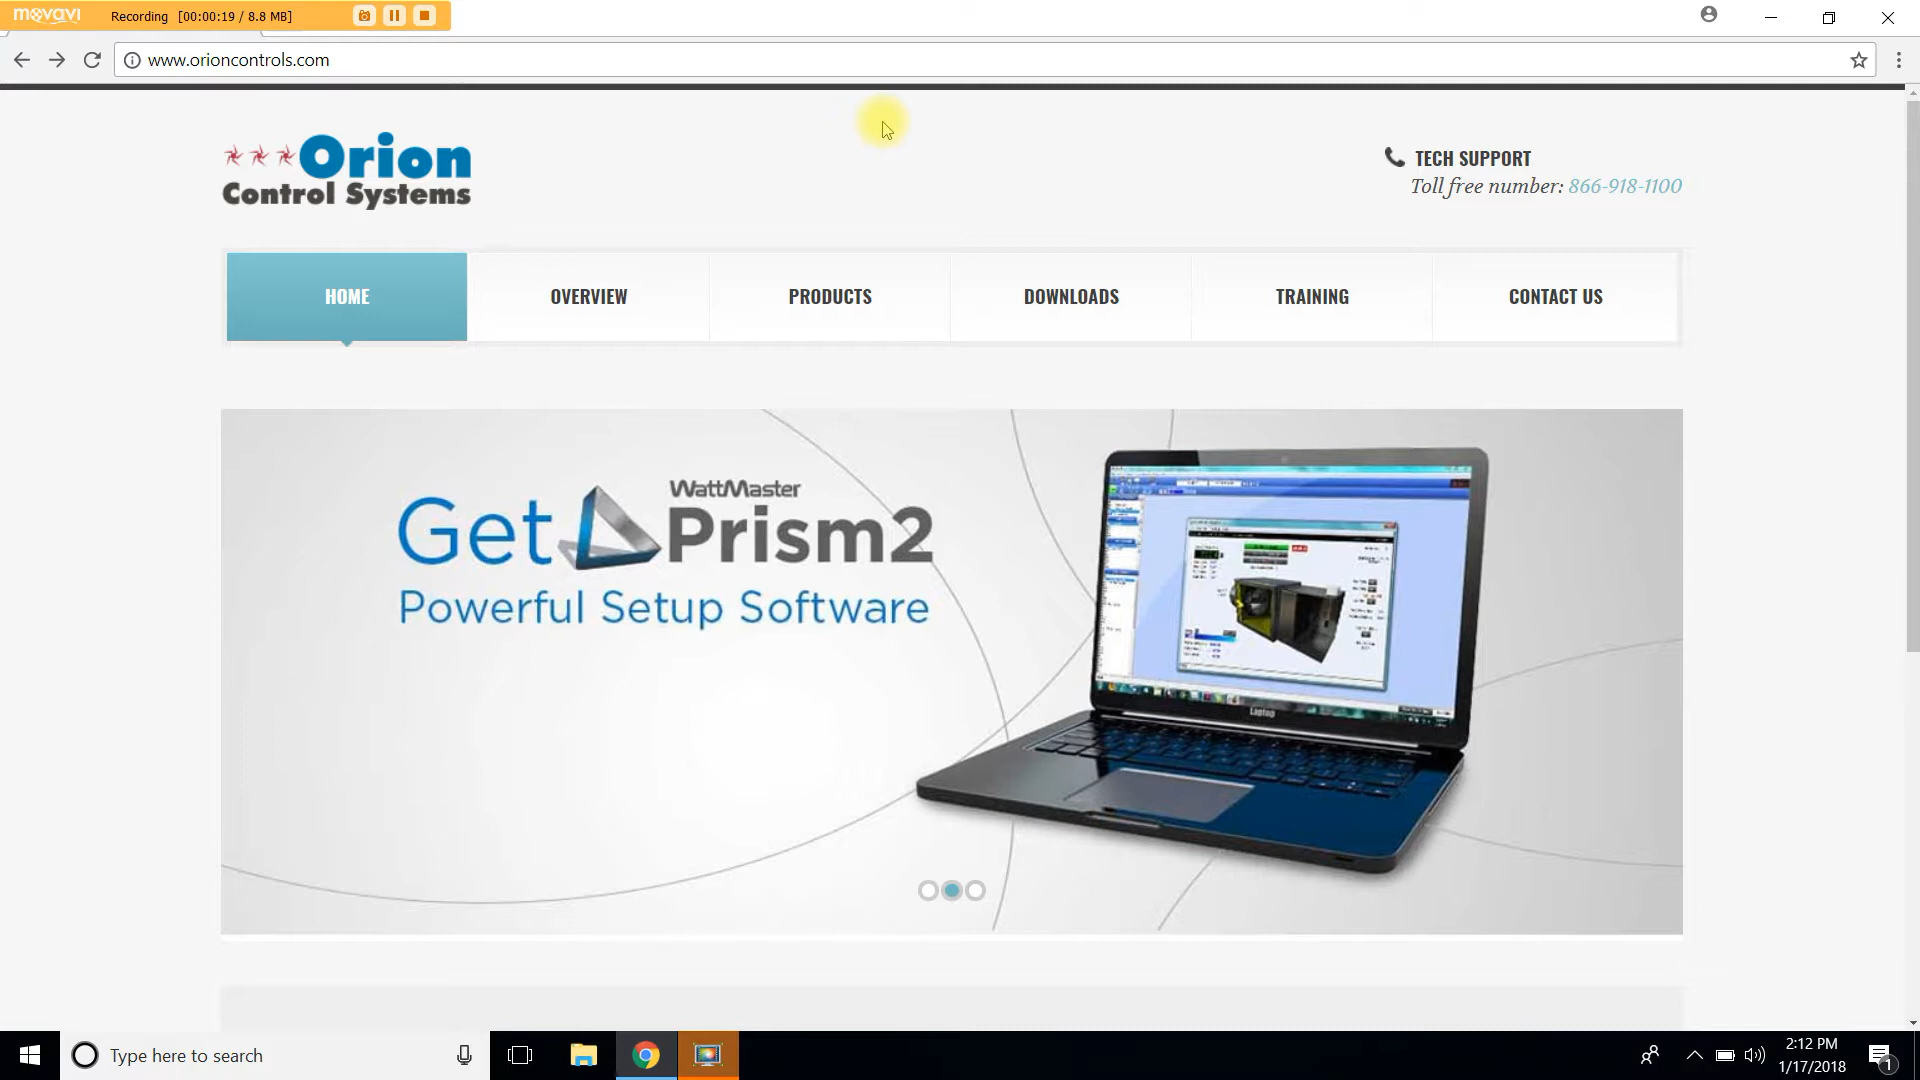 movavi
Recording [00:00:19 / 8.8 MB]
www.orioncontrols.com
Orion
Control Systems
TECH SUPPORT
Toll free number: 866-918-1100
HOME
OVERVIEW
PRODUCTS
DOWNLOADS
TRAINING
CONTACT US
Get
WattMaster
Prism2
Powerful Setup Software
Laptop
Type here to search
2:12 PM
1/17/2018
1